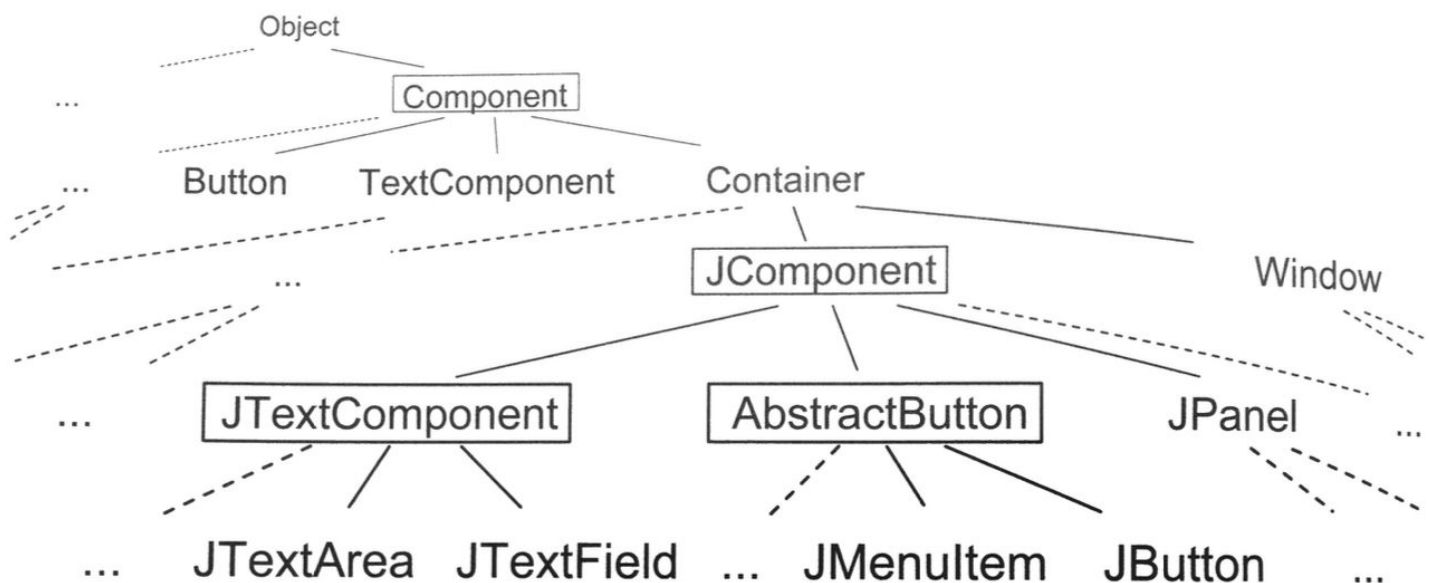 Object
... Component
... Button TextComponent Container
... JComponent Window
... JTextComponent AbstractButton JPanel ...
... JTextArea JTextField ... JMenuItem JButton ...